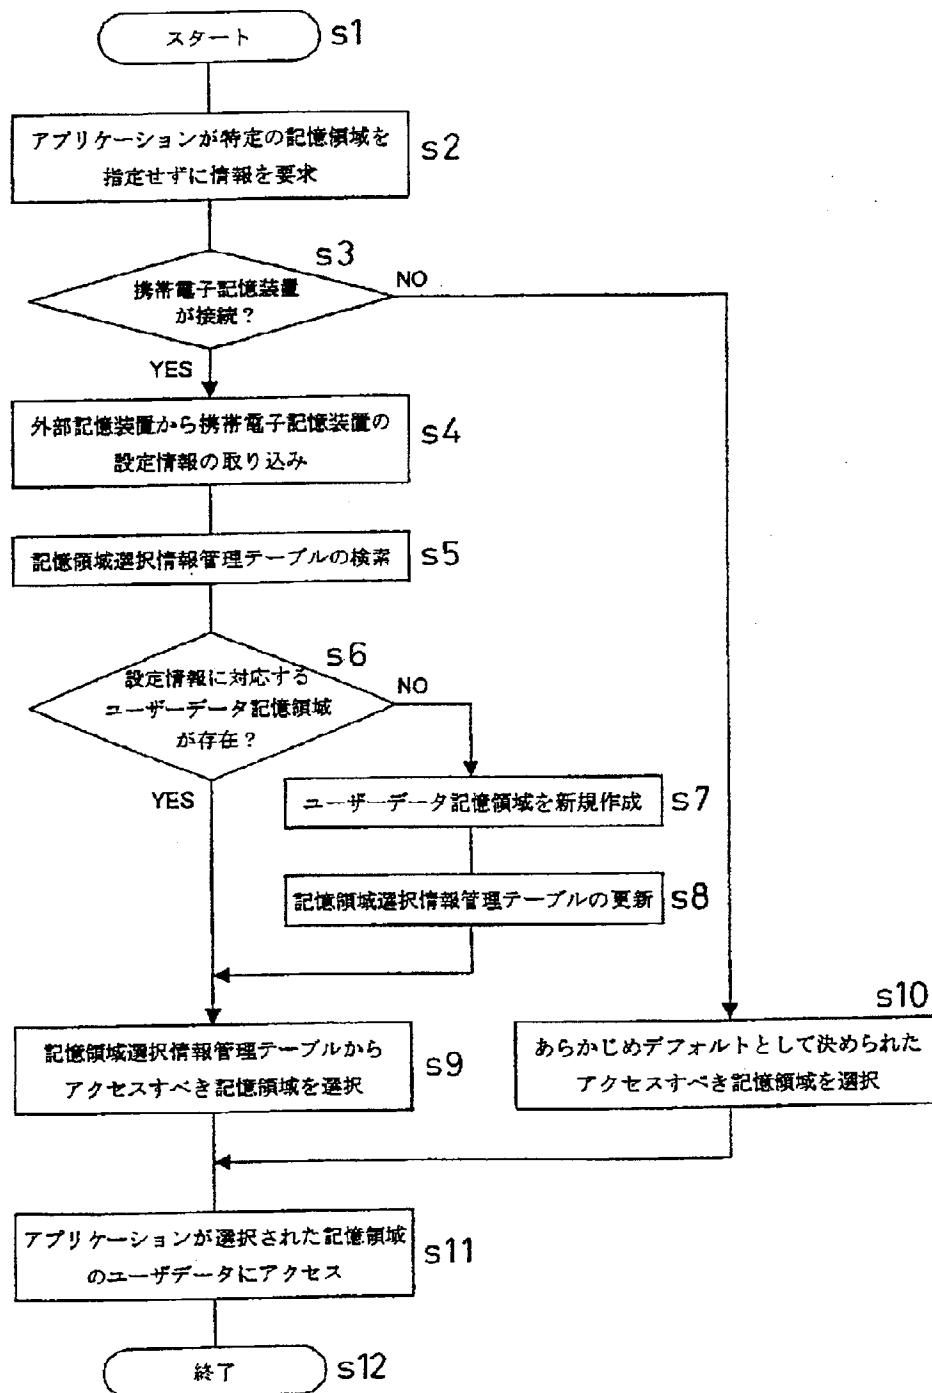 スタート
s1
アプリケーションが特定の記憶領域を
指定せずに情報を要求
s2
s3
携帯電子記憶装置
が接続？
NO
YES
外部記憶装置から携帯電子記憶装置の
設定情報の取り込み
s4
記憶領域選択情報管理テーブルの検索
s5
s6
設定情報に対応する
ユーザーデータ記憶領域
が存在？
NO
YES
ユーザーデータ記憶領域を新規作成
s7
記憶領域選択情報管理テーブルの更新
s8
記憶領域選択情報管理テーブルから
アクセスすべき記憶領域を選択
s9
s10
あらかじめデフォルトとして決められた
アクセスすべき記憶領域を選択
アプリケーションが選択された記憶領域
のユーザデータにアクセス
s11
終了
s12